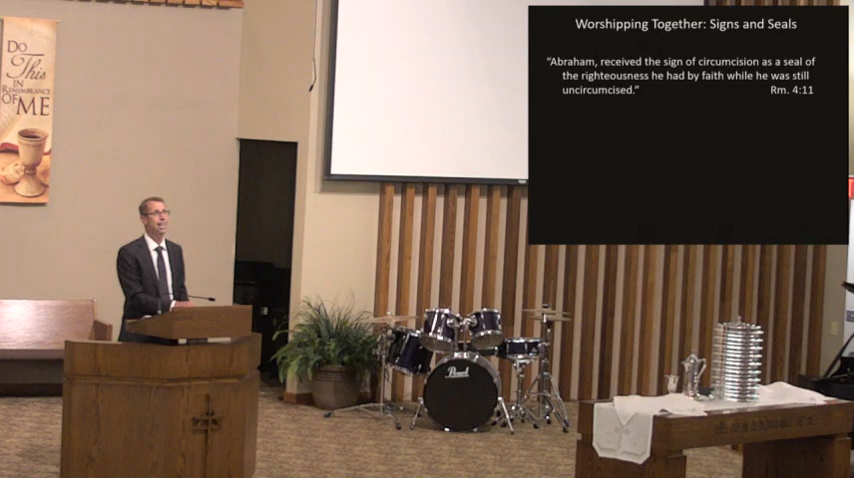 Do
This
IN
REMEMBRANCE
OF ME
Worshipping Together: Signs and Seals
“Abraham, received the sign of circumcision as a seal of
the righteousness he had by faith while he was still
uncircumcised.” Rm. 4:11
Pearl